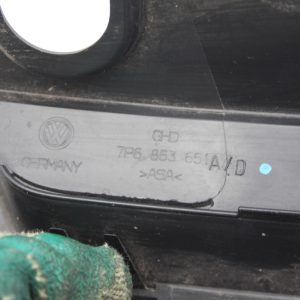 GHD
7P6 853 651 A/D
GERMANY
>ASA<